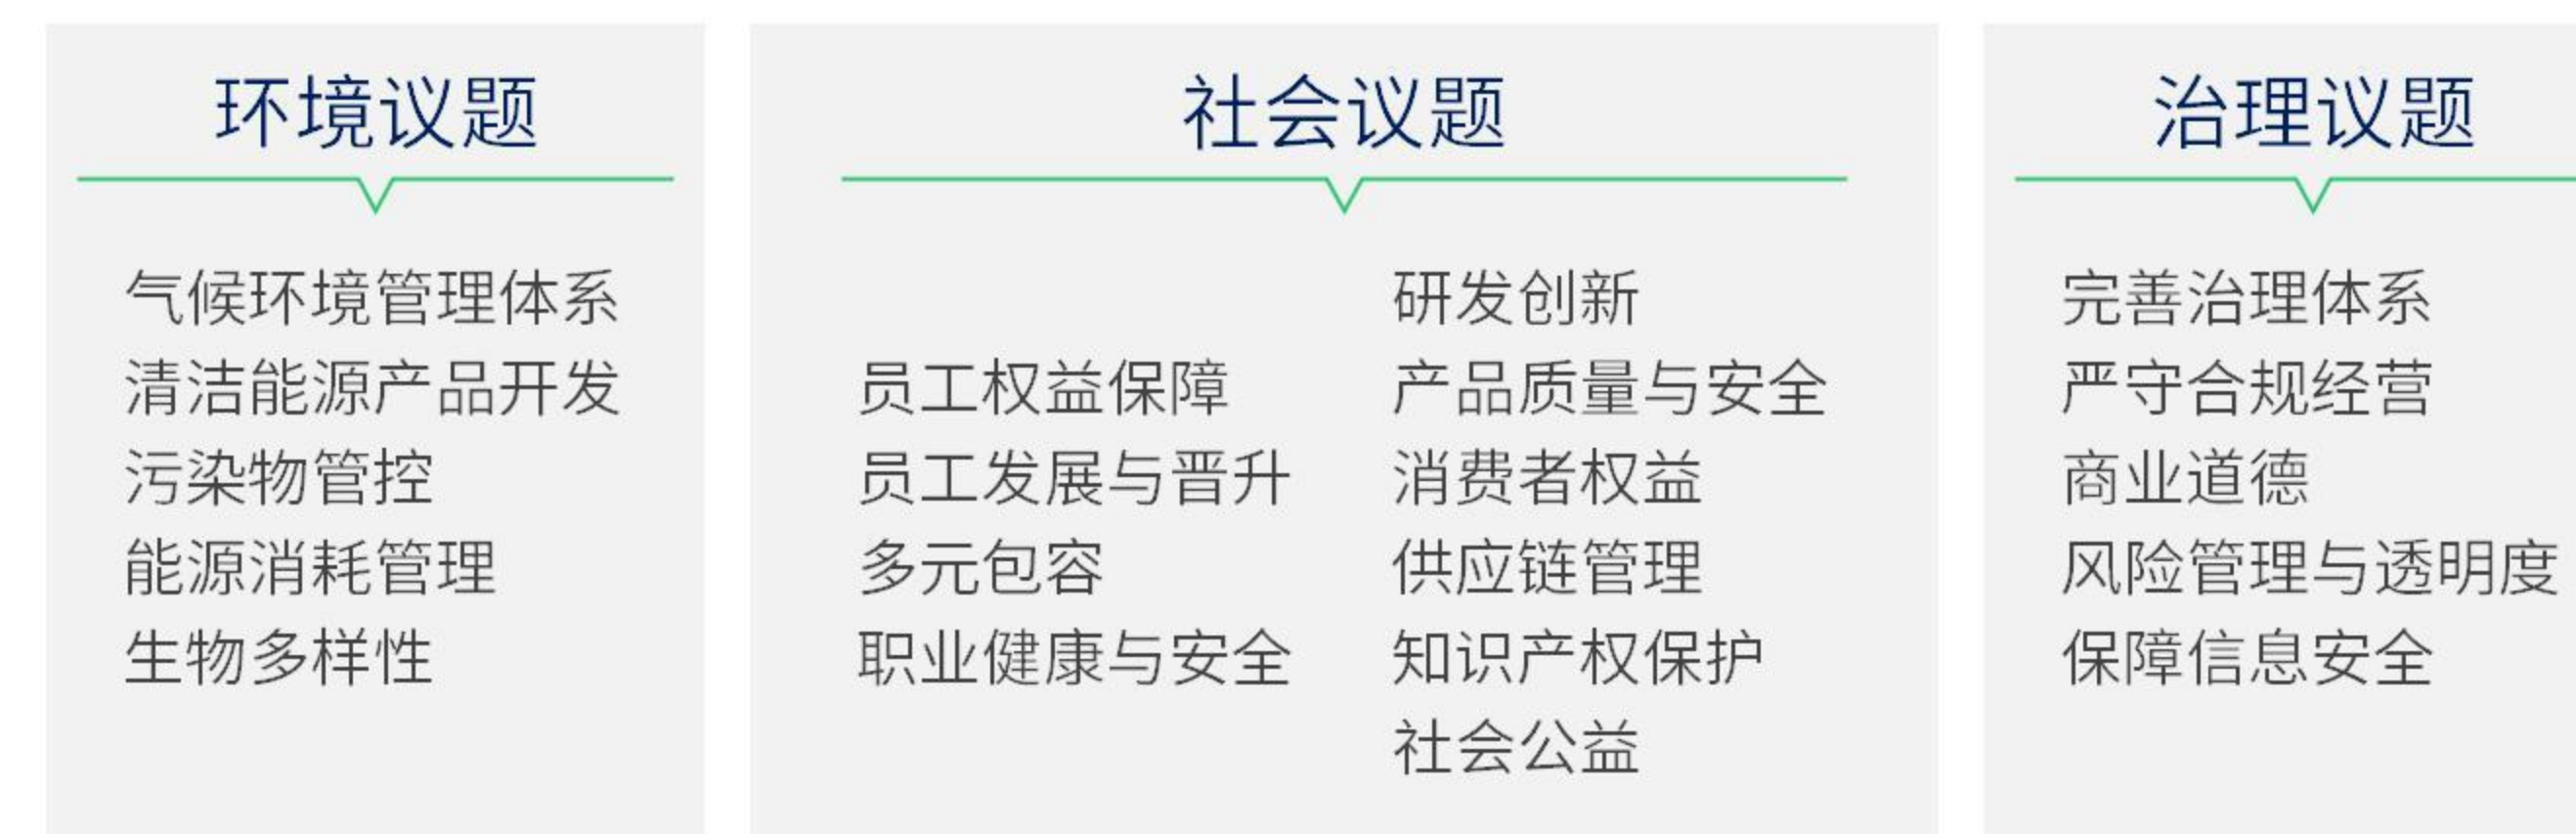 环境议题
气候环境管理体系
清洁能源产品开发
污染物管控
能源消耗管理
生物多样性
社会议题
员工权益保障
员工发展与晋升
多元包容
职业健康与安全
研发创新
产品质量与安全
消费者权益
供应链管理
知识产权保护
社会公益
治理议题
完善治理体系
严守合规经营
商业道德
风险管理与透明度
保障信息安全